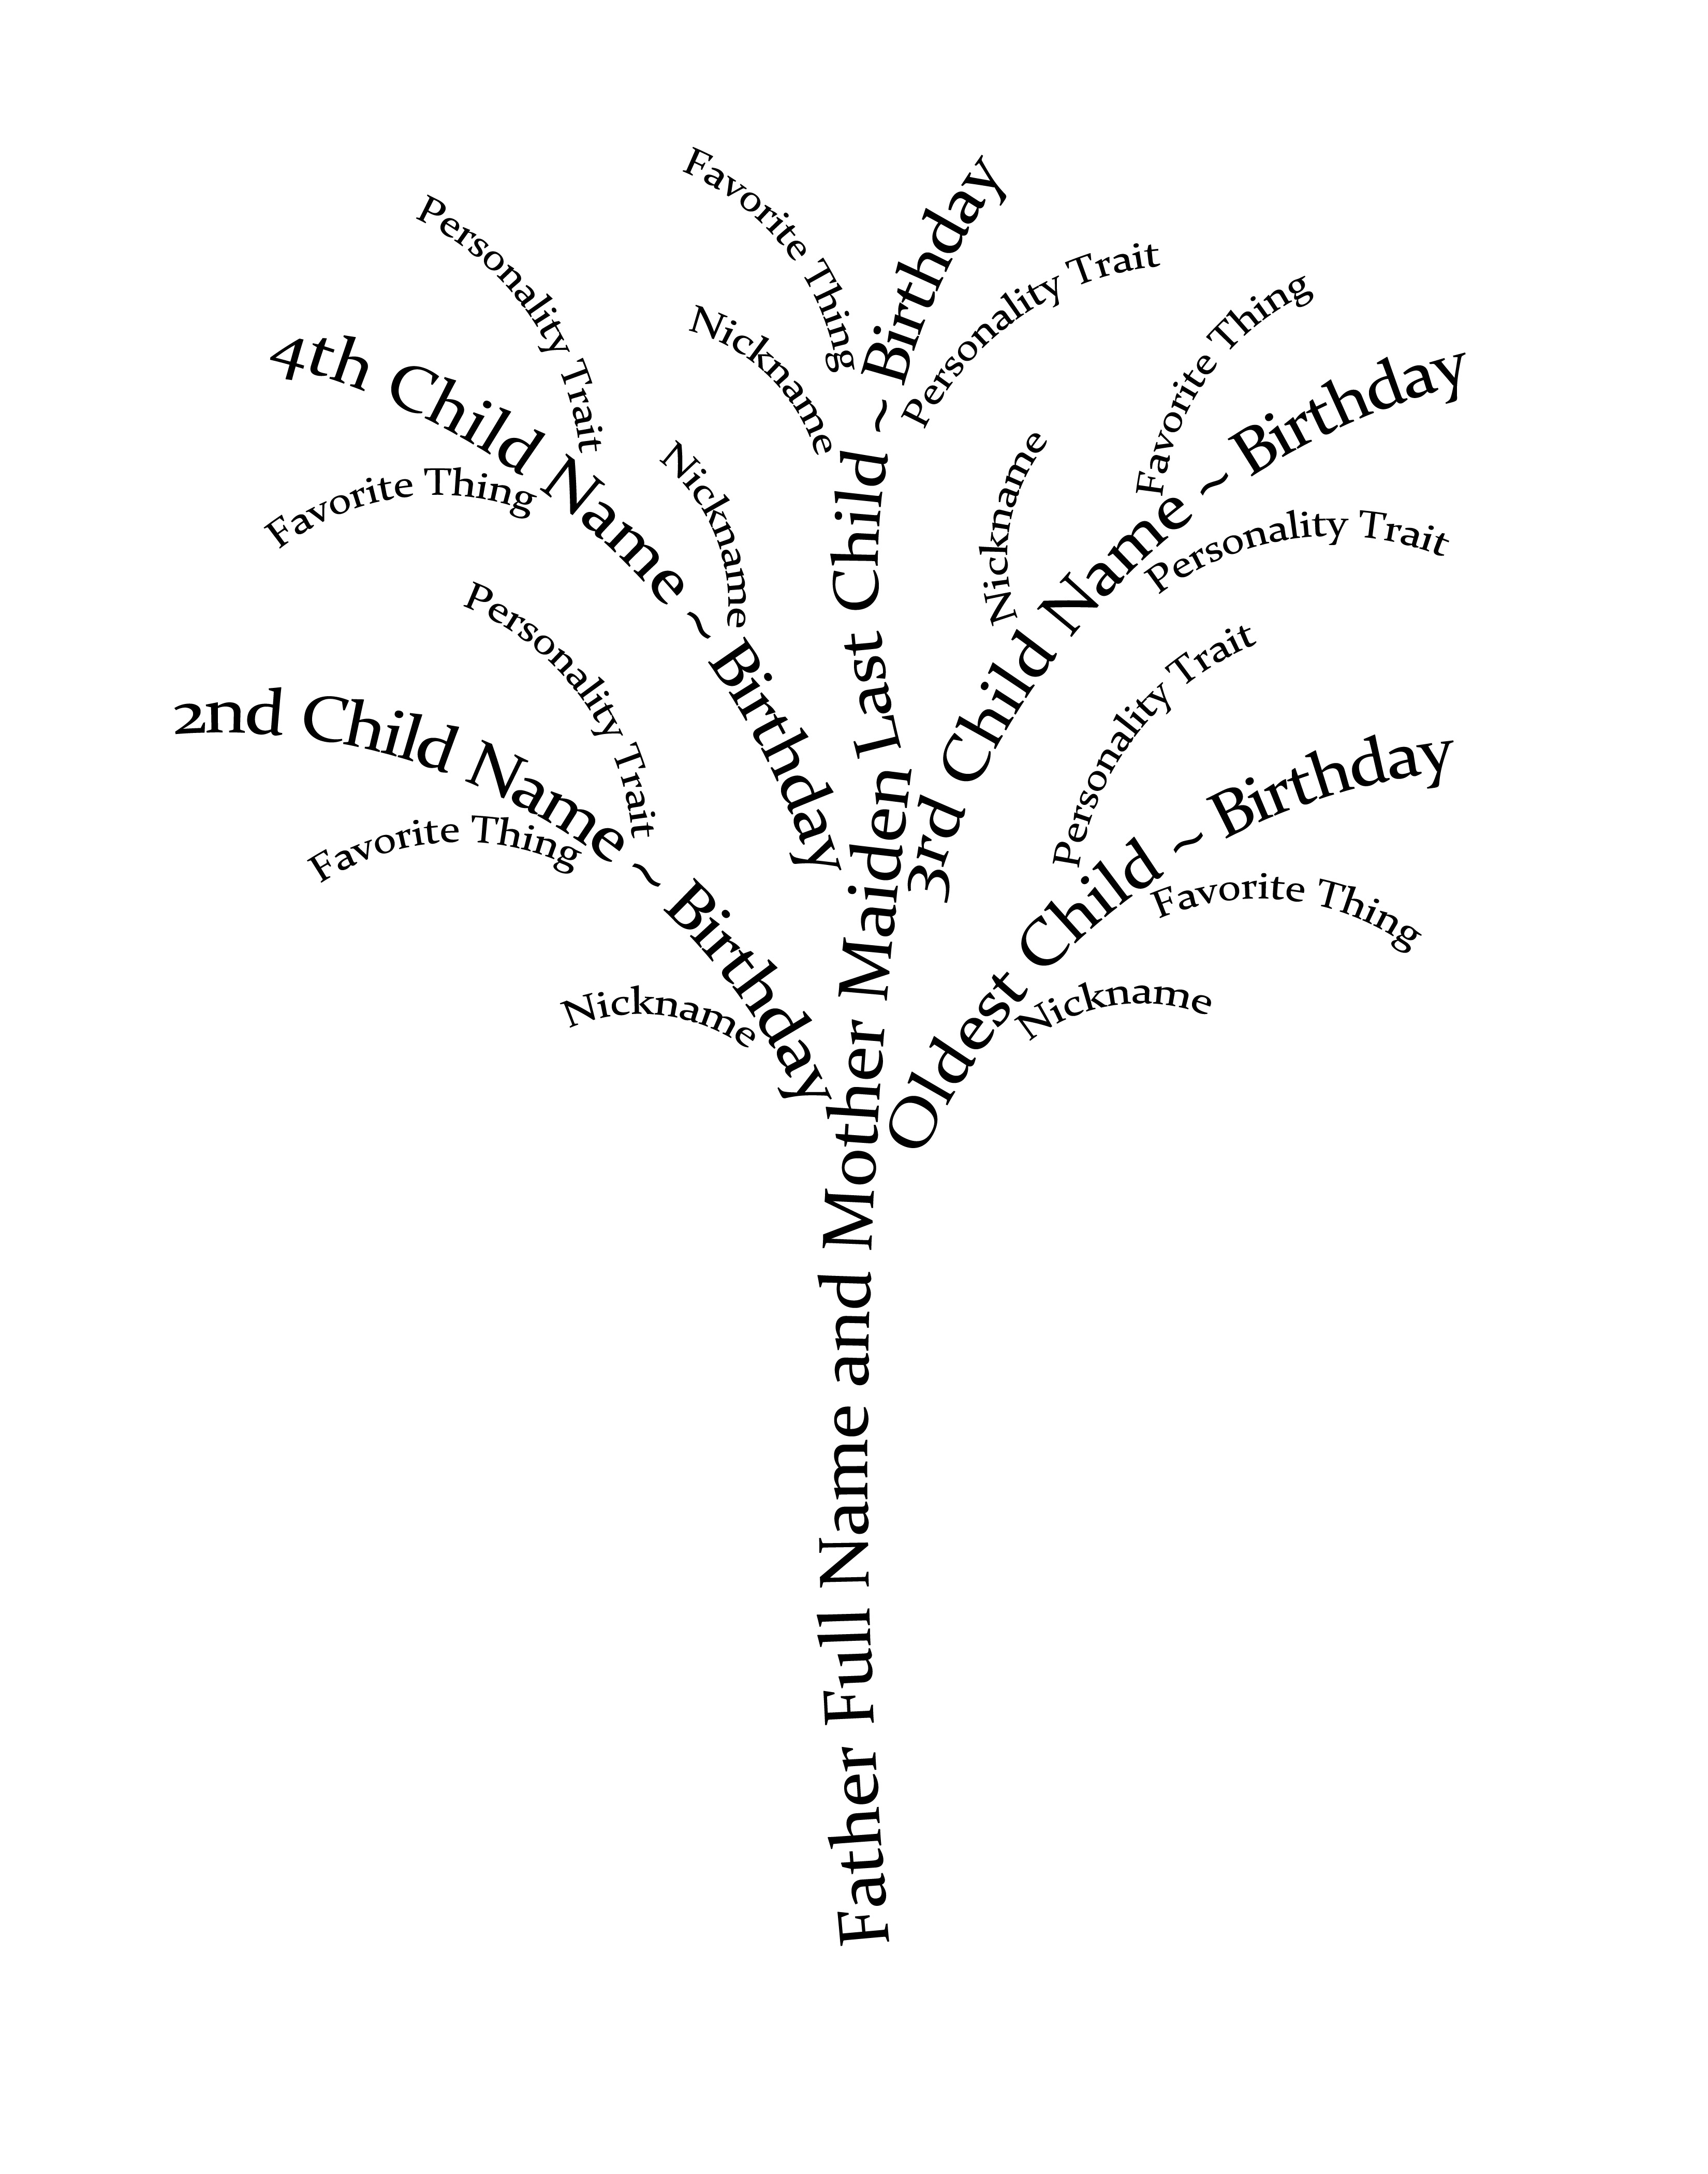 Favorite Thing
Personality Trait
Nickname
Personality Trait
4th Child Name ~ Birthday
Favorite Thing
Nickname
Last Child ~ Birthday
Favorite Thing
Nickname
3rd Child Name ~ Birthday
Personality Trait
Personality Trait
2nd Child Name ~ Birthday
Favorite Thing
Nickname
Personality Trait
Oldest Child ~ Birthday
Favorite Thing
Nickname
Father Full Name and Mother Maiden